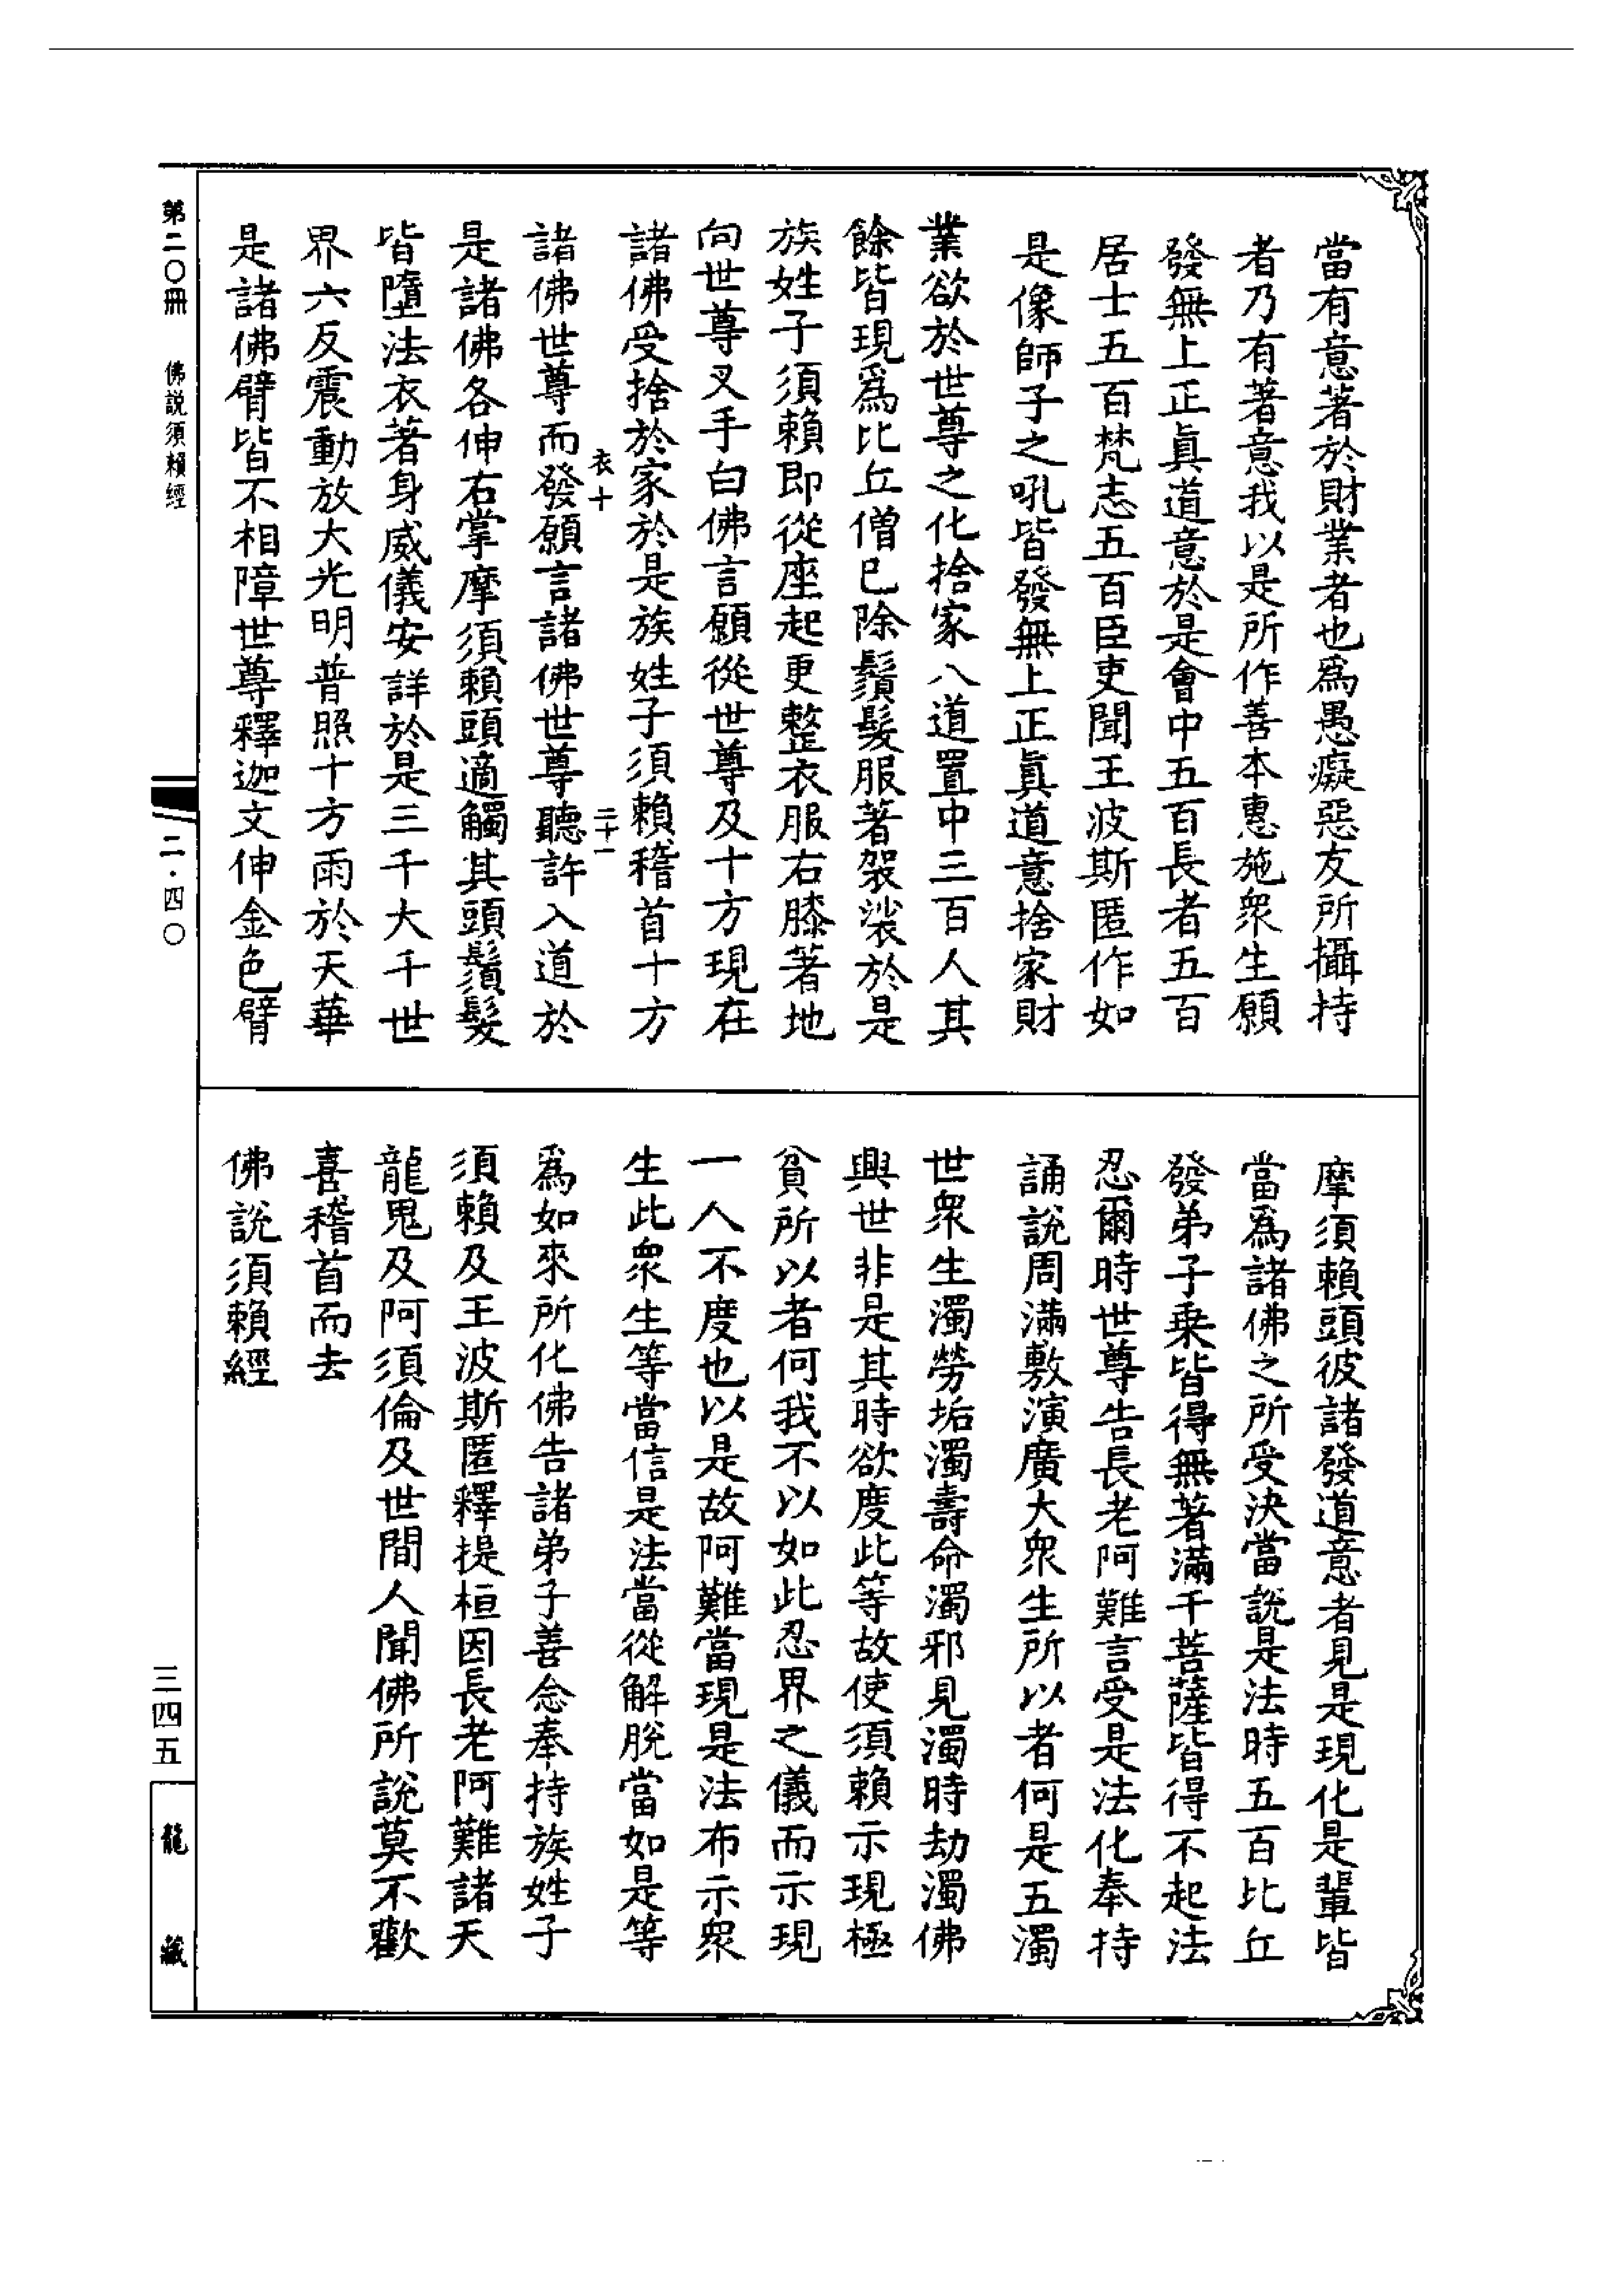 當有意著於財業者也爲愚癡惡友所攝持
者乃有著意我以是所作善本惠施衆生願
發無上正眞道意於是會中五百長者五百
居士五百梵志五百臣吏聞王波斯匿作如
是像師子之吼皆發無上正眞道意捨家財
業欲於世尊之化捨家入道置中三百人其
餘皆現爲比丘僧已除鬚髮服著袈裟於是
族姓子須賴即從座起更整衣服右膝著地
向世尊叉手白佛言願從世尊及十方現在
諸佛受捨於家於是族姓子須賴稽首十方
衣十 二十一
諸佛世尊而發願言諸佛世尊聽許入道於
是諸佛各伸右掌摩須賴頭適觸其頭鬚髮
皆墮法衣著身威儀安詳於是三千大千世
界六反震動放大光明普照十方雨於天華
是諸佛臂皆不相障世尊釋迦文伸金色臂
摩須賴頭彼諸發道意者見是現化是輩皆
當爲諸佛之所受決當說是法時五百比丘
發弟子乗皆得無著滿千菩薩皆得不起法
忍爾時世尊告長老阿難言受是法化奉持
誦說周滿敷演廣大衆生所以者何是五濁
世衆生濁勞垢濁壽命濁邪見濁時劫濁佛
興世非是其時欲度此等故使須賴示現極
貧所以者何我不以如此忍界之儀而示現
一人不度也以是故阿難當現是法布示衆
生此衆生等當信是法當從解脫當如是等
爲如來所化佛告諸弟子善念奉持族姓子
須賴及王波斯匿釋提桓因長老阿難諸天
龍鬼及阿須倫及世間人聞佛所說莫不歡
喜稽首而去
佛說須賴經
第二〇冊 佛說須賴經
二·四〇
三四五
龍藏